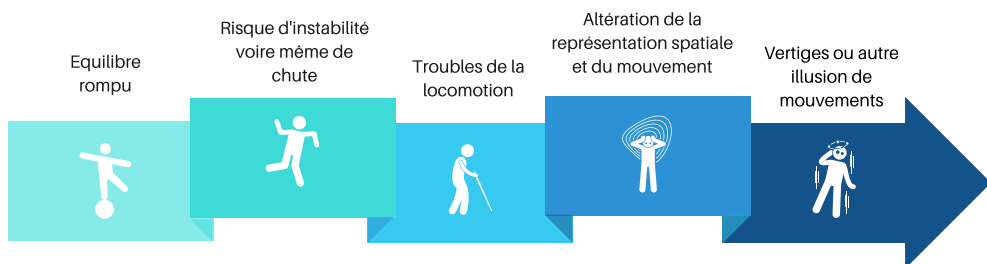 Equilibre
rompu
Risque d'instabilité
voire même de
chute
Troubles de la
locomotion
Altération de la
représentation spatiale
et du mouvement
Vertiges ou autre
illusion de
mouvements